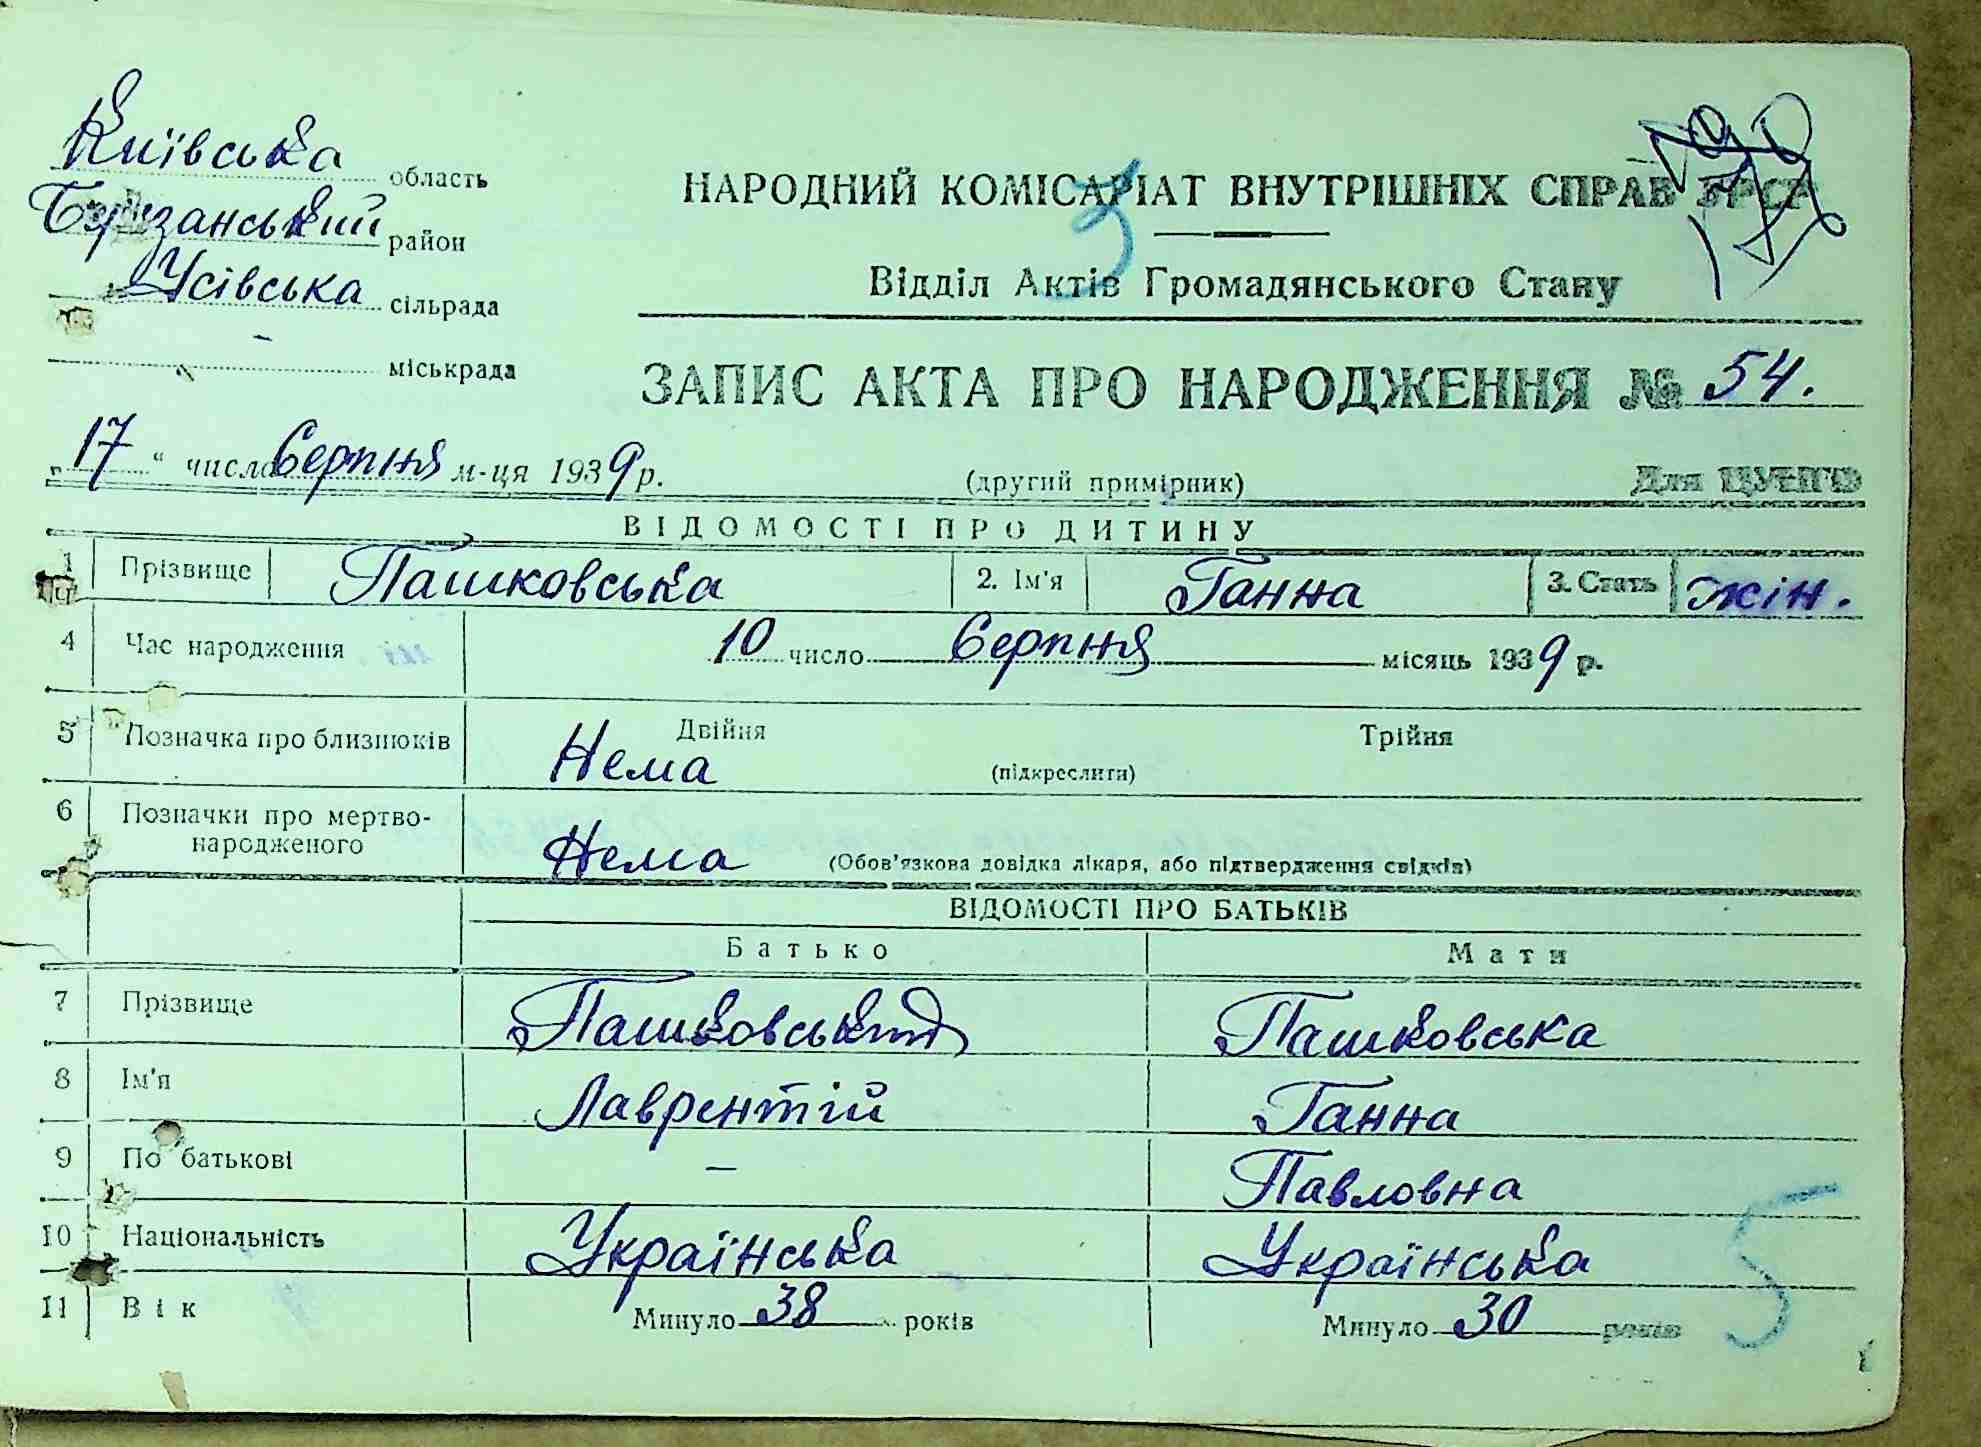 Київська область
Березанський район
Усівська сільрада
— міськрада
НАРОДНИЙ КОМІСАРІАТ ВНУТРІШНІХ СПРАВ УРСР
Відділ Актів Громадянського Стану
ЗАПИС АКТА ПРО НАРОДЖЕННЯ № 54.
„17“ числа Серпня м-ця 1939 р.
(другий примірник)
Для
ВІДОМОСТІ ПРО ДИТИНУ
1 Прізвище Пашковська 2. Ім'я Ганна 3. Стать жін.
4 Час народження 10 число Серпня місяць 1939 р.
5 Позначка про близнюків Нема Двійня (підкреслити) Трійня
6 Позначки про мертво-
народженого Нема (Обов'язкова довідка лікаря, або підтвердження свідків)
ВІДОМОСТІ ПРО БАТЬКІВ
Батько Мати
7 Прізвище Пашковський Пашковська
8 Ім'я Лаврентій Ганна
9 По батькові — Павловна
10 Національність Українська Українська
11 Вік Минуло 38 років Минуло 30 років
5